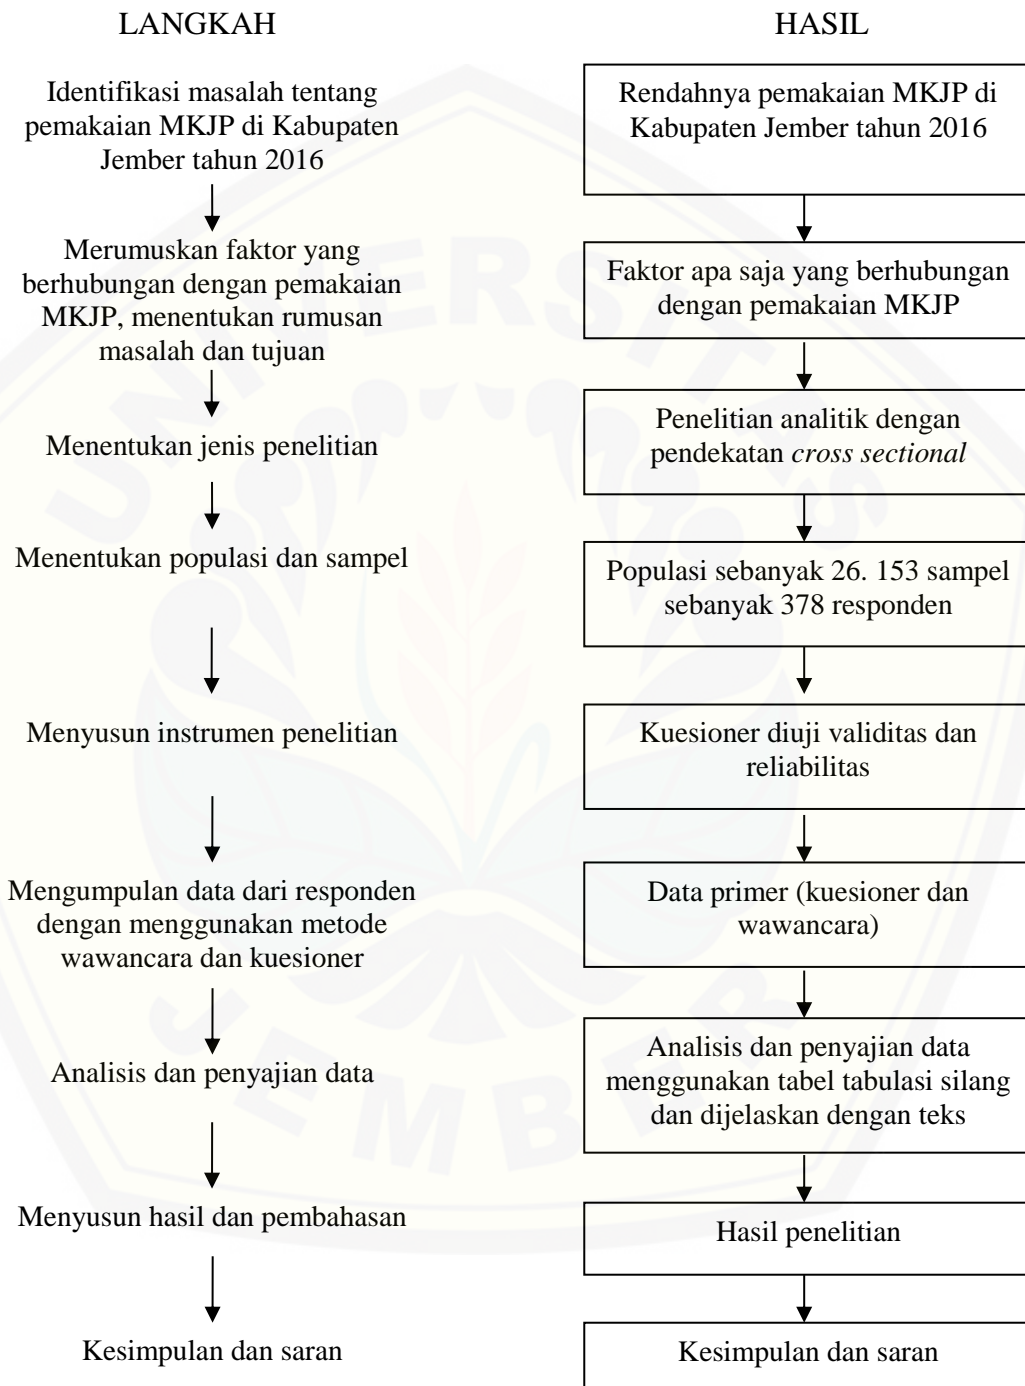 LANGKAH
HASIL
Identifikasi masalah tentang
pemakaian MKJP di Kabupaten
Jember tahun 2016
Rendahnya pemakaian MKJP di
Kabupaten Jember tahun 2016
Merumuskan faktor yang
berhubungan dengan pemakaian
MKJP, menentukan rumusan
masalah dan tujuan
Faktor apa saja yang berhubungan
dengan pemakaian MKJP
Menentukan jenis penelitian
Penelitian analitik dengan
pendekatan cross sectional
Menentukan populasi dan sampel
Populasi sebanyak 26. 153 sampel
sebanyak 378 responden
Menyusun instrumen penelitian
Kuesioner diuji validitas dan
reliabilitas
Mengumpulan data dari responden
dengan menggunakan metode
wawancara dan kuesioner
Data primer (kuesioner dan
wawancara)
Analisis dan penyajian data
Analisis dan penyajian data
menggunakan tabel tabulasi silang
dan dijelaskan dengan teks
Menyusun hasil dan pembahasan
Hasil penelitian
Kesimpulan dan saran
Kesimpulan dan saran
UNIVERSITAS
JEMBER